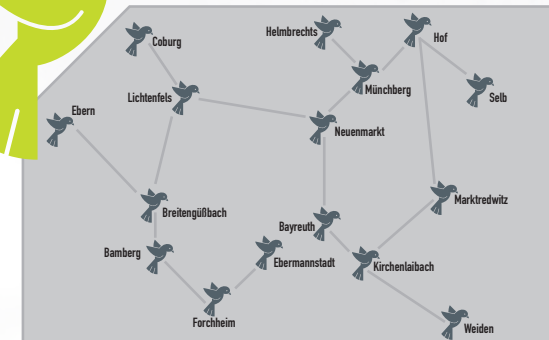 Coburg
Helmbrechts
Hof
Lichtenfels
Münchberg
Selb
Ebern
Neuenmarkt
Marktredwitz
Breitengüßbach
Bayreuth
Bamberg
Ebermannstadt
Kirchenlaibach
Forchheim
Weiden